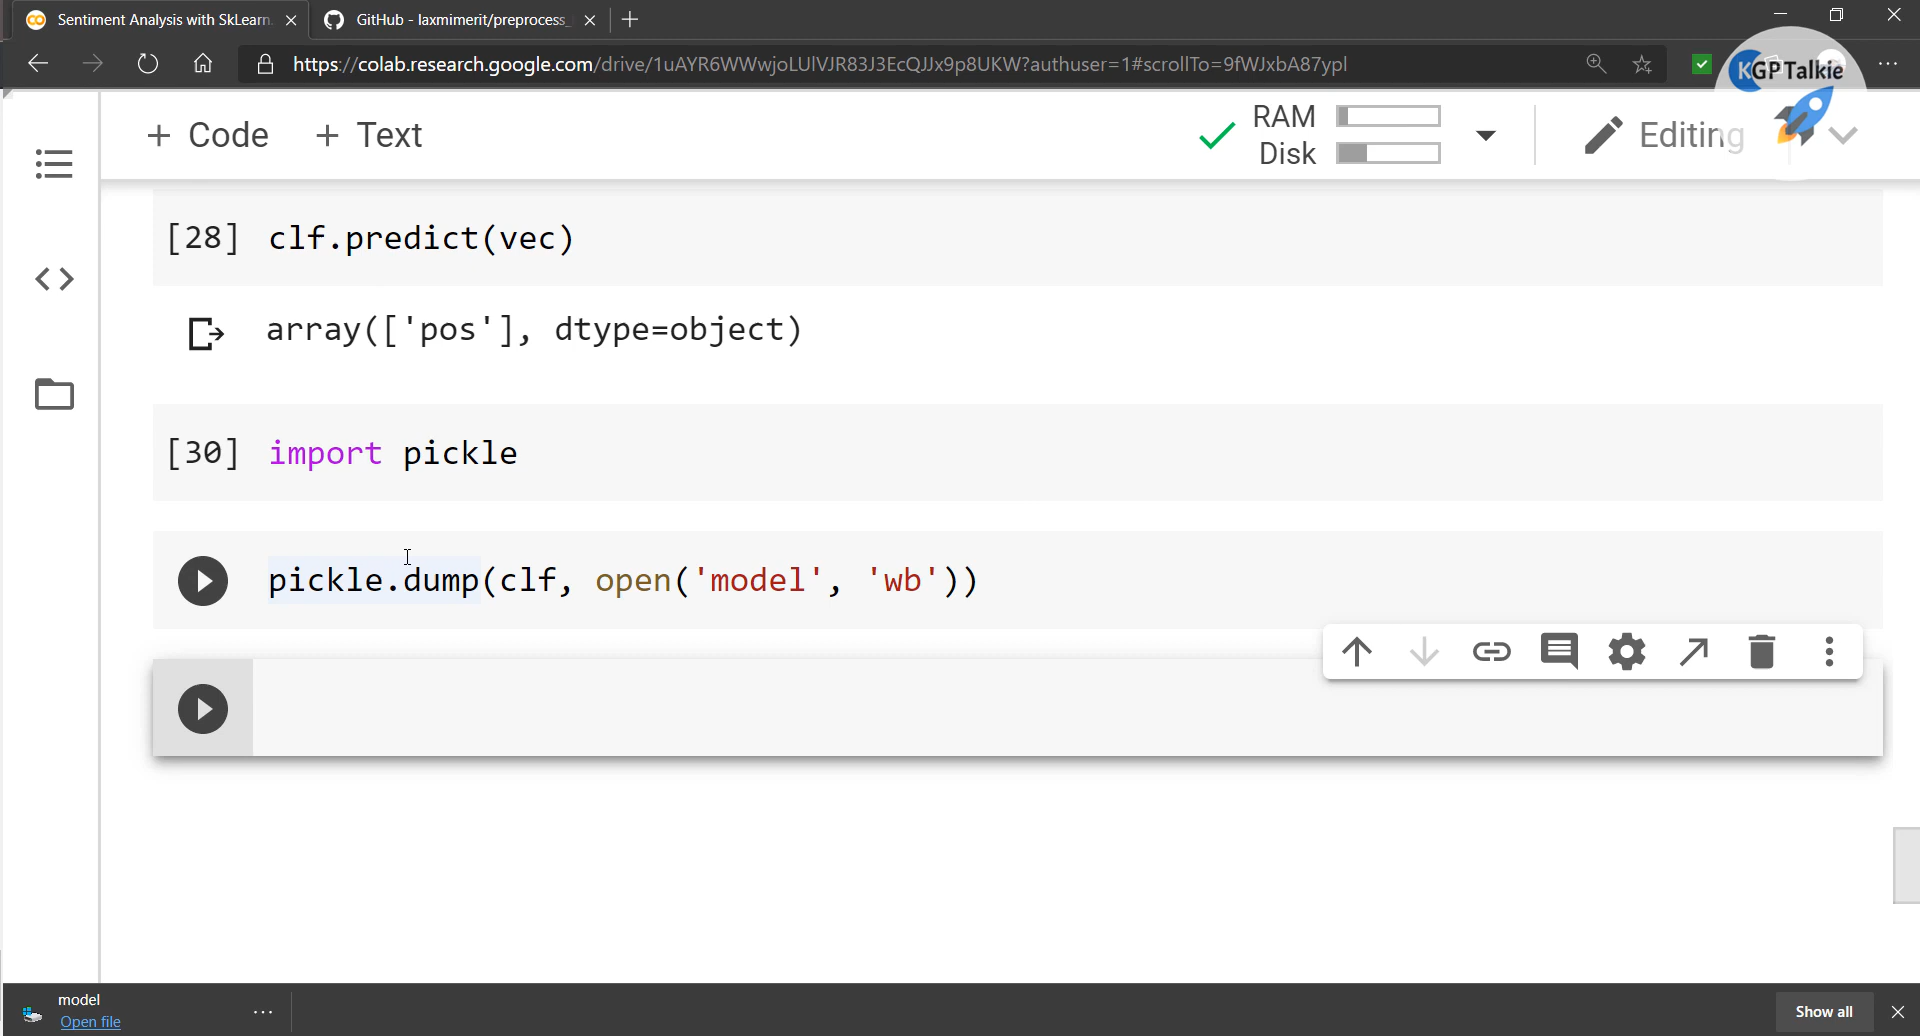 Sentiment Analysis with SkLearn
GitHub - laxmimerit/preprocess_
https://colab.research.google.com/drive/1uAYR6WWwjoLUlVJR83J3EcQJJx9p8UKW?authuser=1#scrollTo=9fWJxbA87ypl
KGPTalkie
+ Code + Text
RAM
Disk
Editing
[28] clf.predict(vec)
array(['pos'], dtype=object)
[30] import pickle
pickle.dump(clf, open('model', 'wb'))
model
Open file
Show all